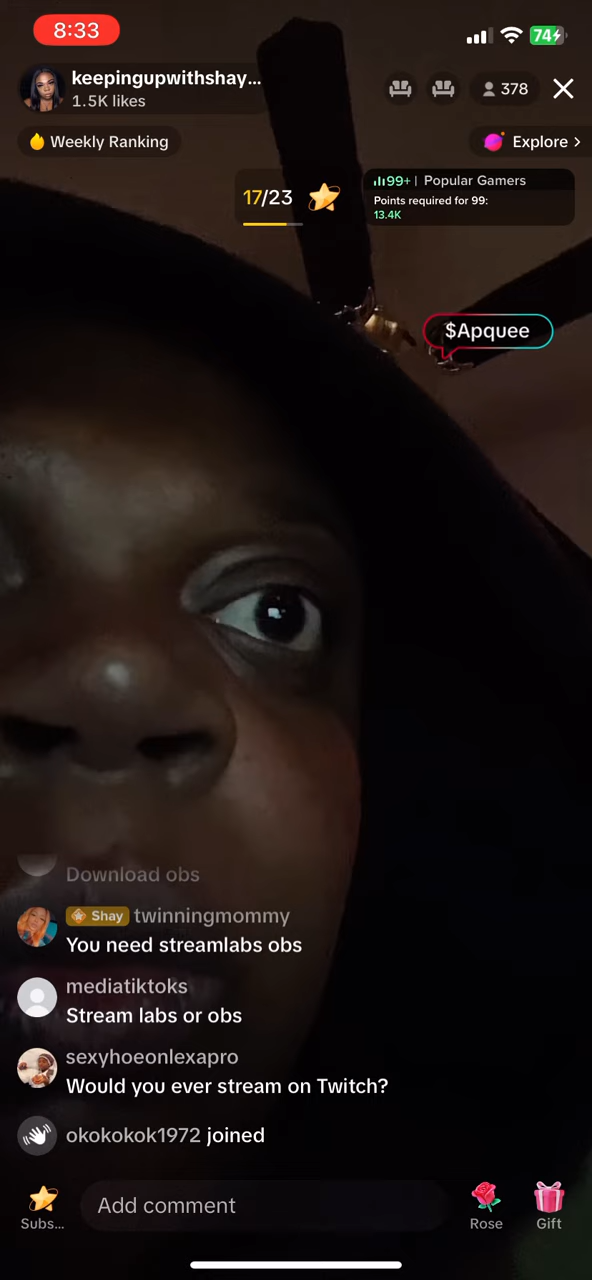 8:33
74
keepingupwithshay...
1.5K likes
378
Weekly Ranking
Explore >
17/23
99+ | Popular Gamers
Points required for 99:
13.4K
$Apquee
Download obs
Shay twinningmommy
You need streamlabs obs
mediatiktoks
Stream labs or obs
sexyhoeonlexapro
Would you ever stream on Twitch?
okokokok1972 joined
Subs...
Add comment
Rose
Gift